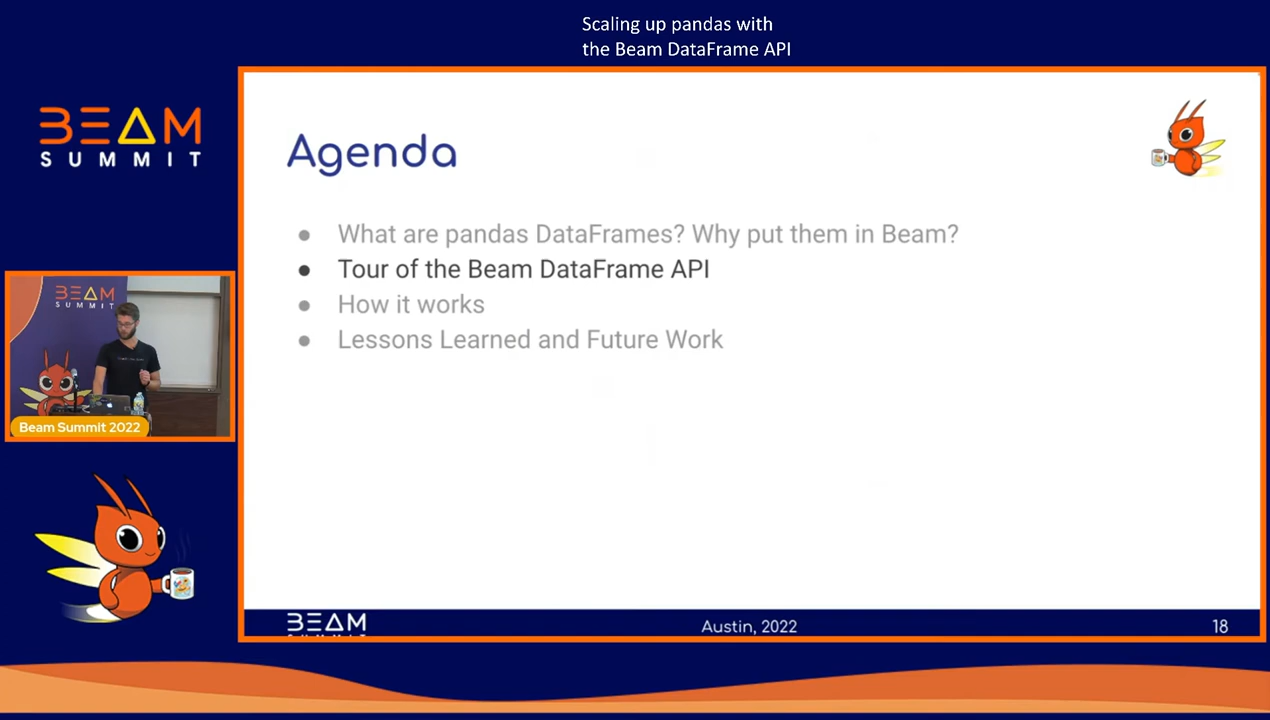 Scaling up pandas with
the Beam DataFrame API
BEAM
SUMMIT
Agenda
What are pandas DataFrames? Why put them in Beam?
Tour of the Beam DataFrame API
How it works
Lessons Learned and Future Work
BEAM
SUMMIT
Beam Summit 2022
BEAM
Austin, 2022
18